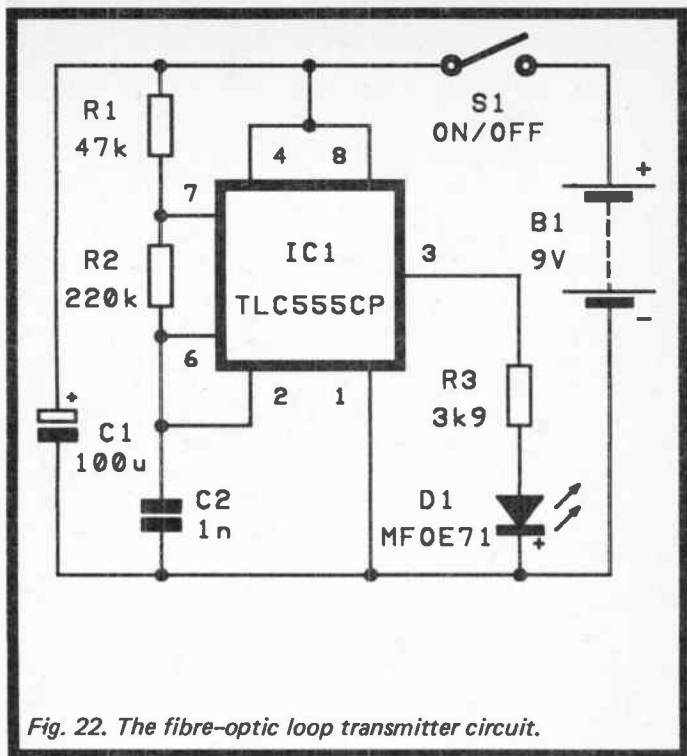 R1
47k
S1
ON/OFF
4 8
7
+
B1
9V
IC1
3
R2
220k
TLC555CP
6
-
2 1
R3
3k9
+
C1
100u
C2
1n
D1
MFOE71
+
Fig. 22. The fibre-optic loop transmitter circuit.